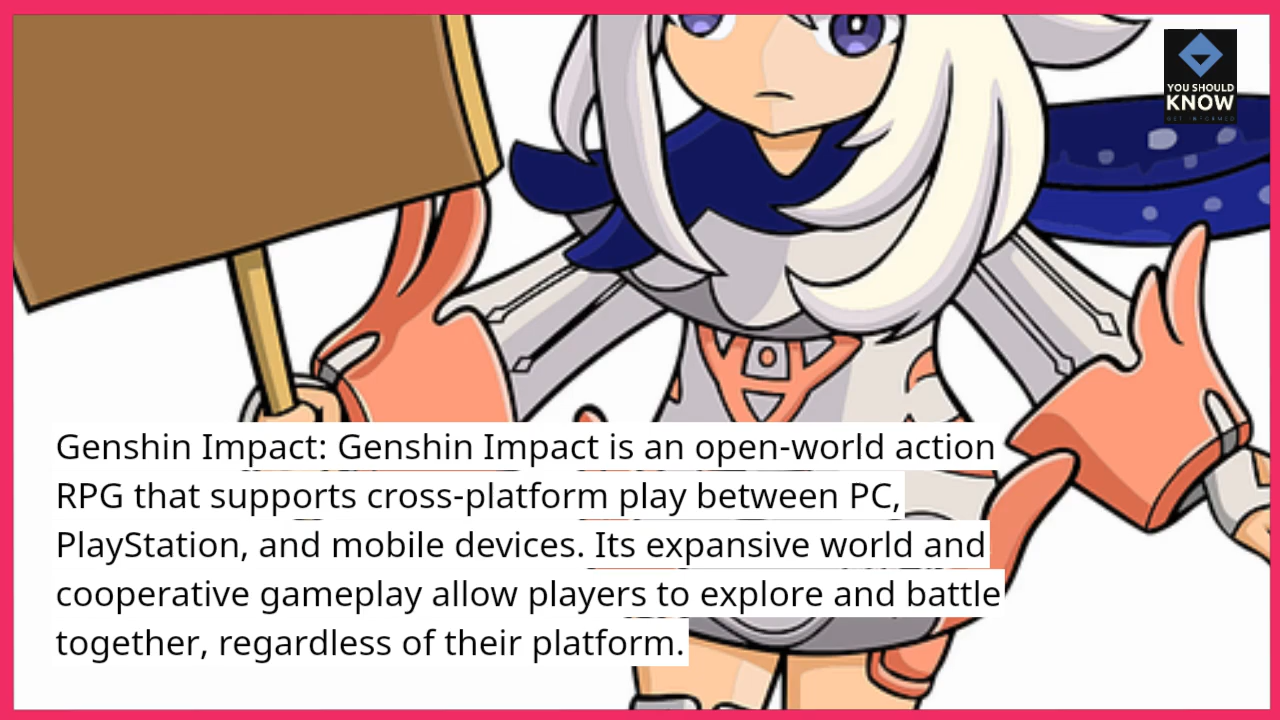 YOU SHOULD
KNOW
GET INFORMED
Genshin Impact: Genshin Impact is an open-world action
RPG that supports cross-platform play between PC,
PlayStation, and mobile devices. Its expansive world and
cooperative gameplay allow players to explore and battle
together, regardless of their platform.